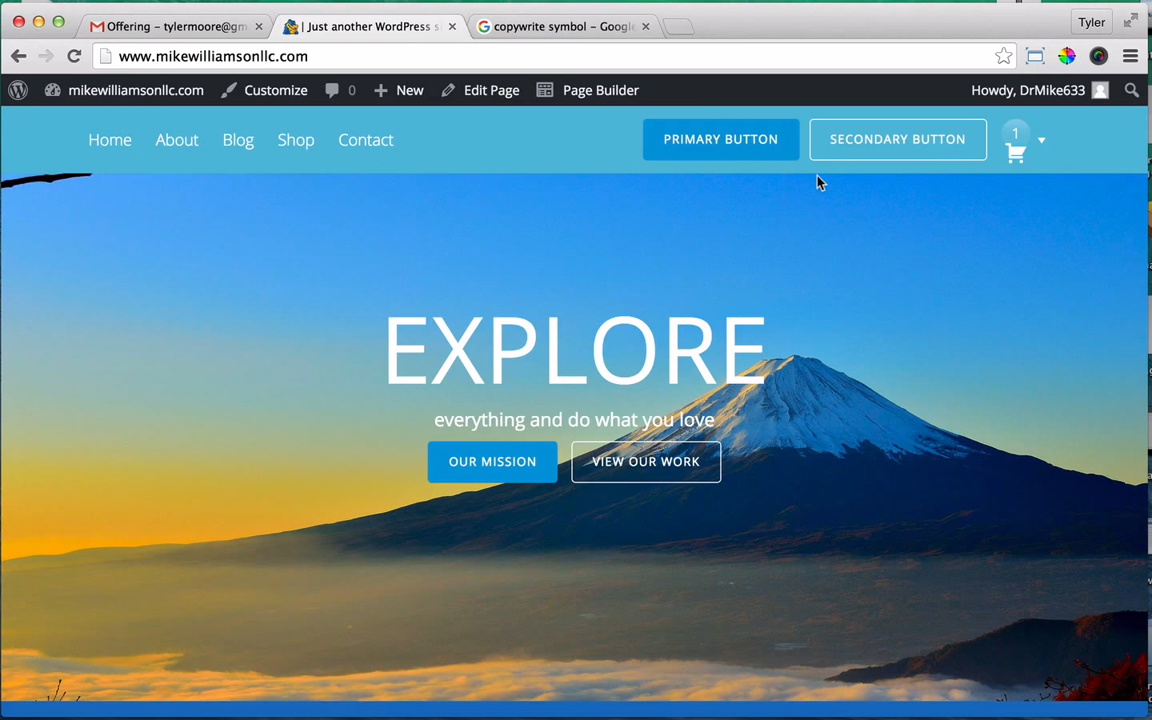 Offering – tylermoore@gm
| Just another WordPress s
copywrite symbol – Google
Tyler
www.mikewilliamsonllc.com
mikewilliamsonllc.com
Customize
0
New
Edit Page
Page Builder
Howdy, DrMike633
Home
About
Blog
Shop
Contact
PRIMARY BUTTON
SECONDARY BUTTON
1
EXPLORE
everything and do what you love
OUR MISSION
VIEW OUR WORK